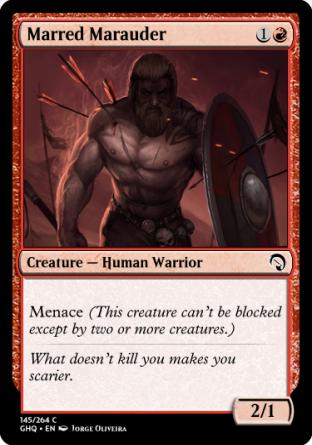 Marred Marauder 1
Creature — Human Warrior
Menace (This creature can't be blocked
except by two or more creatures.)
What doesn't kill you makes you
scarier.
2/1
145/264 C
GHQ • EN Jorge Oliveira